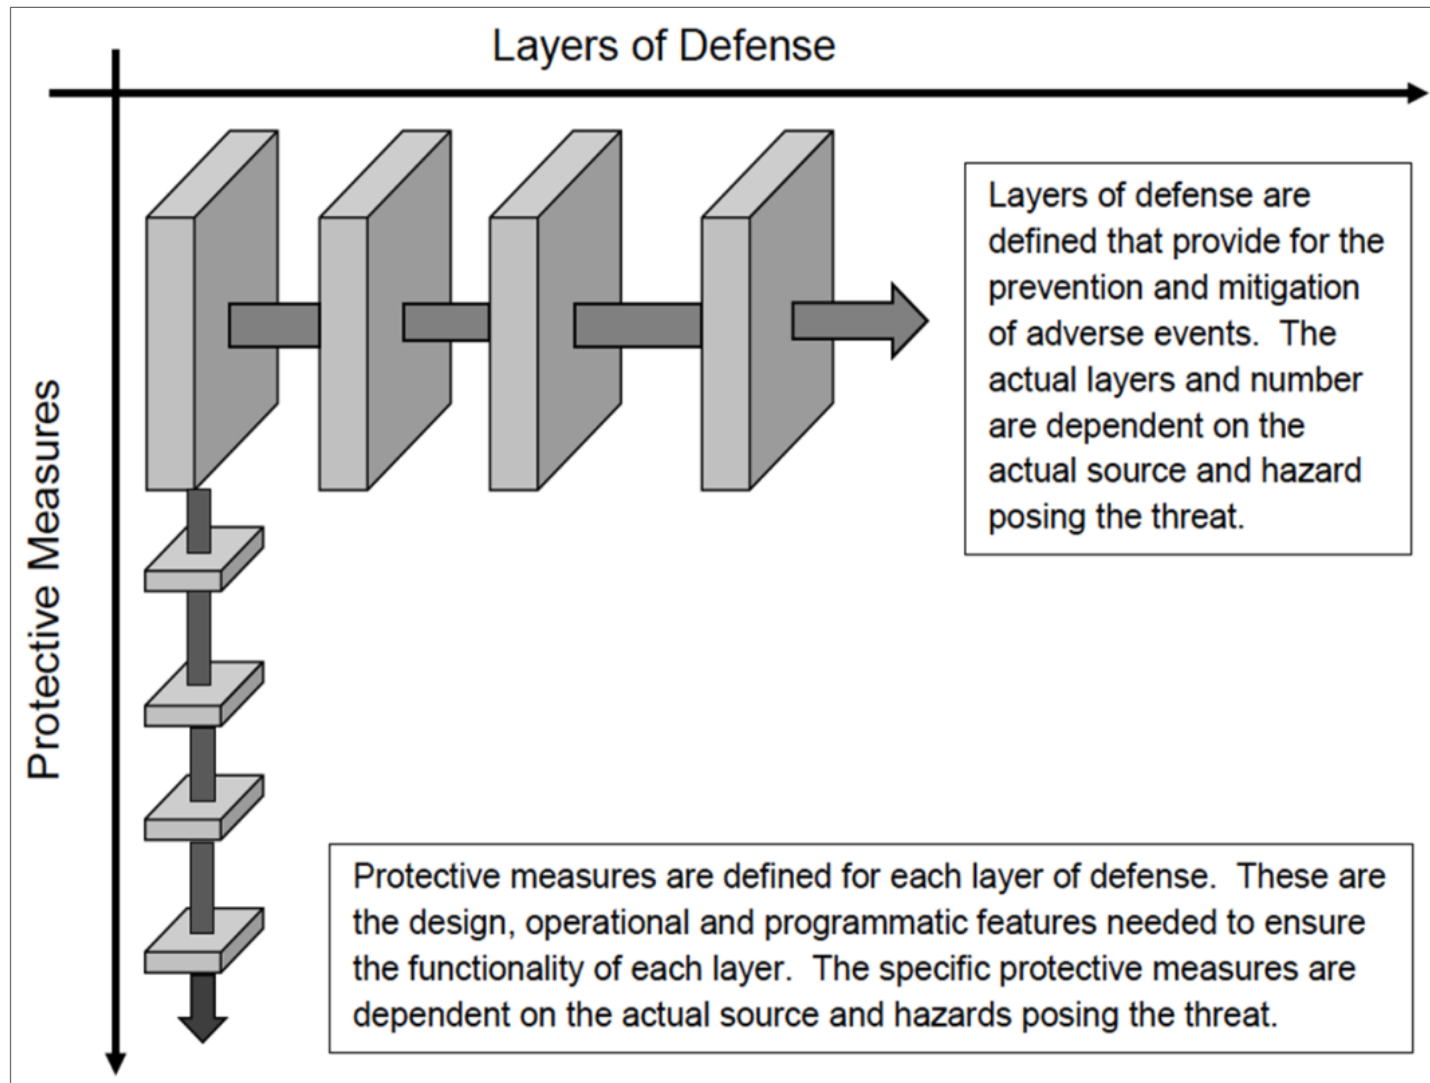 Layers of Defense
Protective Measures
Layers of defense are
defined that provide for the
prevention and mitigation
of adverse events.  The
actual layers and number
are dependent on the
actual source and hazard
posing the threat.
Protective measures are defined for each layer of defense.  These are
the design, operational and programmatic features needed to ensure
the functionality of each layer.  The specific protective measures are
dependent on the actual source and hazards posing the threat.